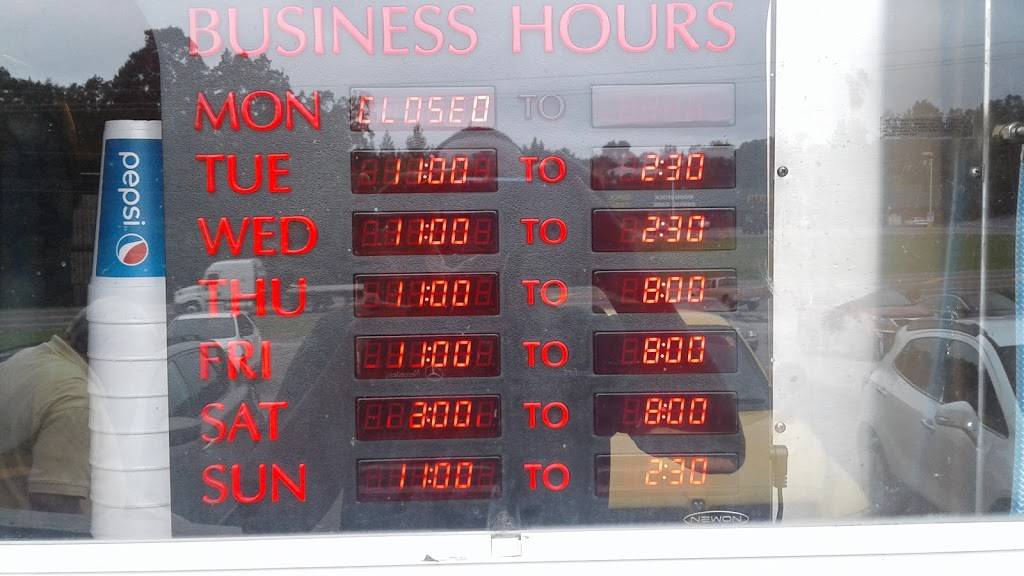 BUSINESS HOURS
MON CLOSED TO
TUE 11:00 TO 2:30
WED 11:00 TO 2:30
THU 11:00 TO 8:00
FRI 11:00 TO 8:00
SAT 3:00 TO 8:00
SUN 11:00 TO 2:30
NEWON
pepsi